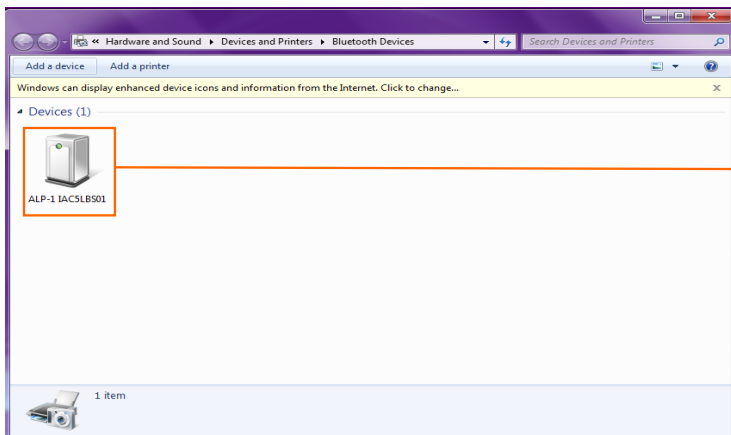 « Hardware and Sound ▸ Devices and Printers ▸ Bluetooth Devices
Search Devices and Printers
Add a device Add a printer
Windows can display enhanced device icons and information from the Internet. Click to change...
Devices (1)
ALP-1 IAC5LBS01
1 item